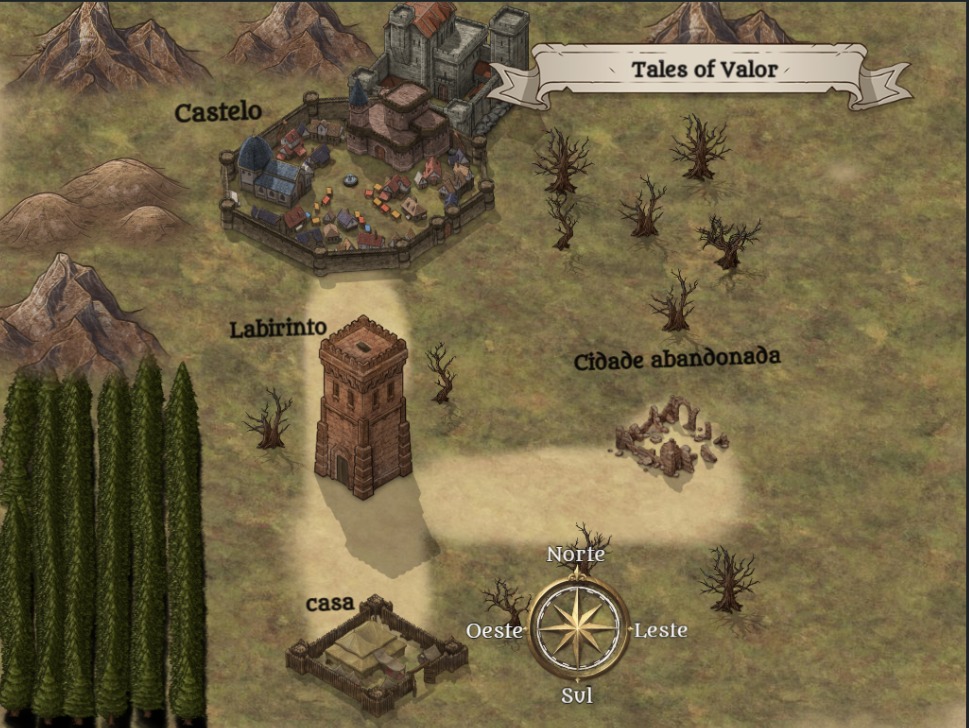 Tales of Valor
Castelo
Labirinto
Cidade abandonada
Norte
casa
Oeste
Leste
Sul